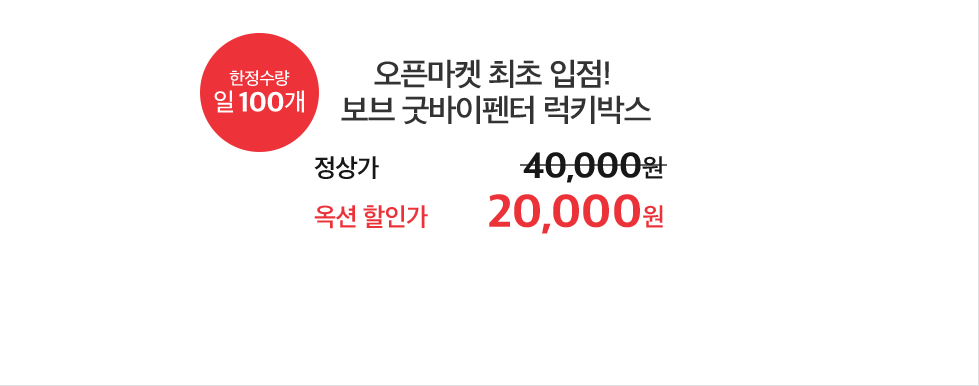 한정수량
일 100개
오픈마켓 최초 입점!
보브 굿바이펜터 럭키박스
정상가 40,000원
옥션 할인가 20,000원